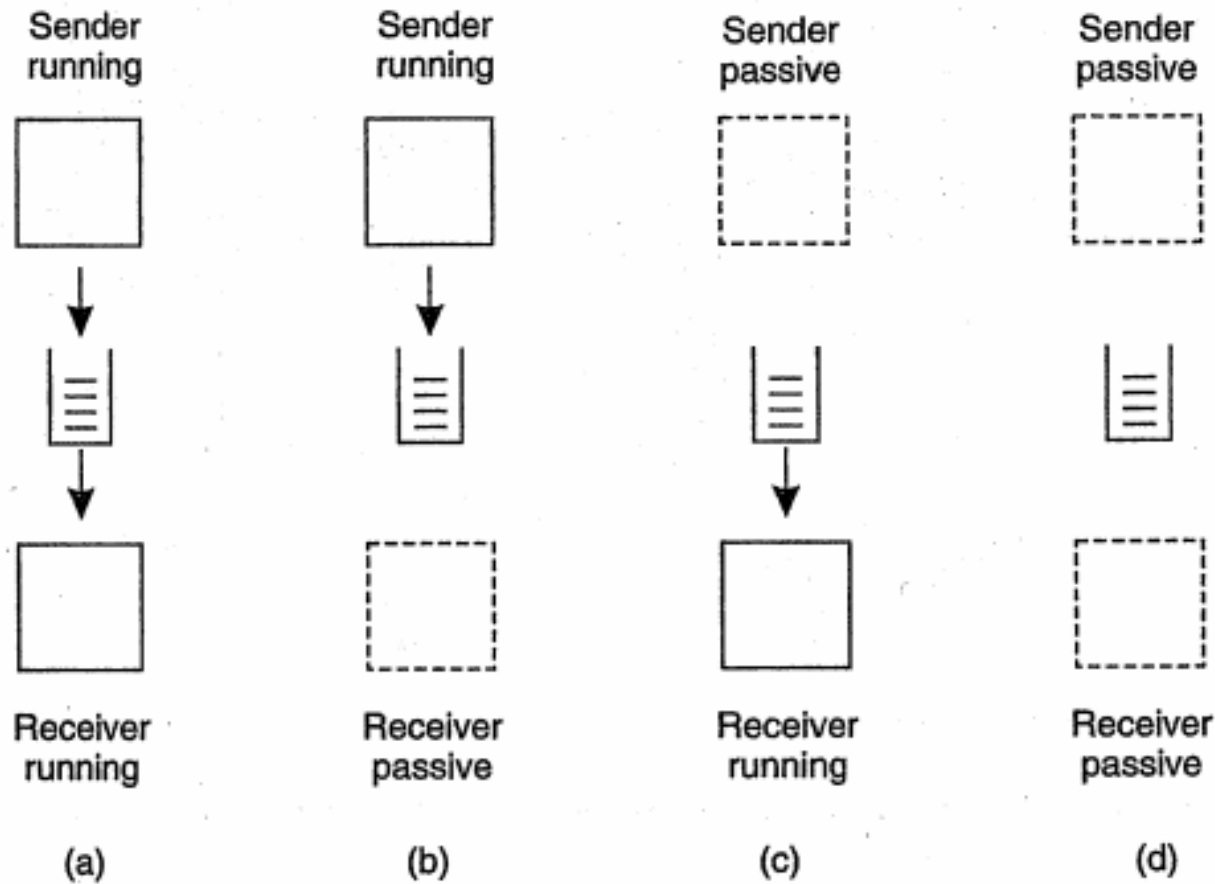 Sender
running
Sender
running
Sender
passive
Sender
passive
Receiver
running
Receiver
passive
Receiver
running
Receiver
passive
(a)
(b)
(c)
(d)